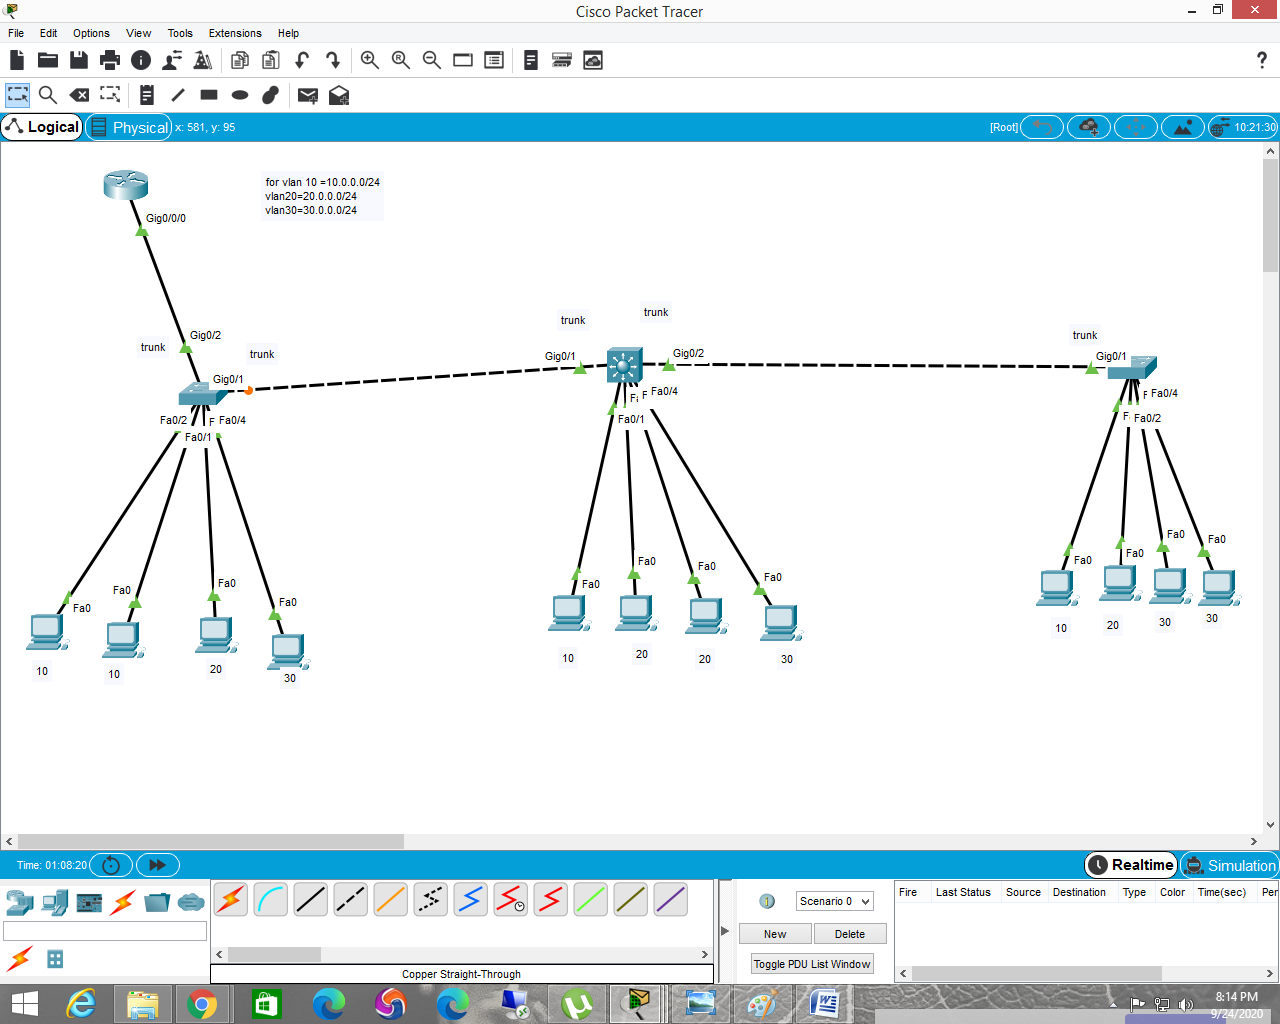 Cisco Packet Tracer
File Edit Options View Tools Extensions Help
Logical Physical x: 581, y: 95 [Root] 10:21:30
for vlan 10 =10.0.0.0/24
vlan20=20.0.0.0/24
vlan30=30.0.0.0/24
Gig0/0/0
trunk trunk
Gig0/2 trunk
trunk trunk
Gig0/1 Gig0/2 Gig0/1
Gig0/1
Fa0/4 Fa0/4
Fa0/2 F Fa0/4 Fa0/1 F Fa0/2
Fa0/1
Fa0 Fa0 Fa0 Fa0
Fa0 Fa0 Fa0 Fa0
Fa0 Fa0 Fa0 Fa0
10 20 30 30
10 20 20 30
10 10 20 30
Time: 01:08:20 Realtime Simulation
Fire Last Status Source Destination Type Color Time(sec) Per
Scenario 0
New Delete
Toggle PDU List Window
Copper Straight-Through
8:14 PM
9/24/2020